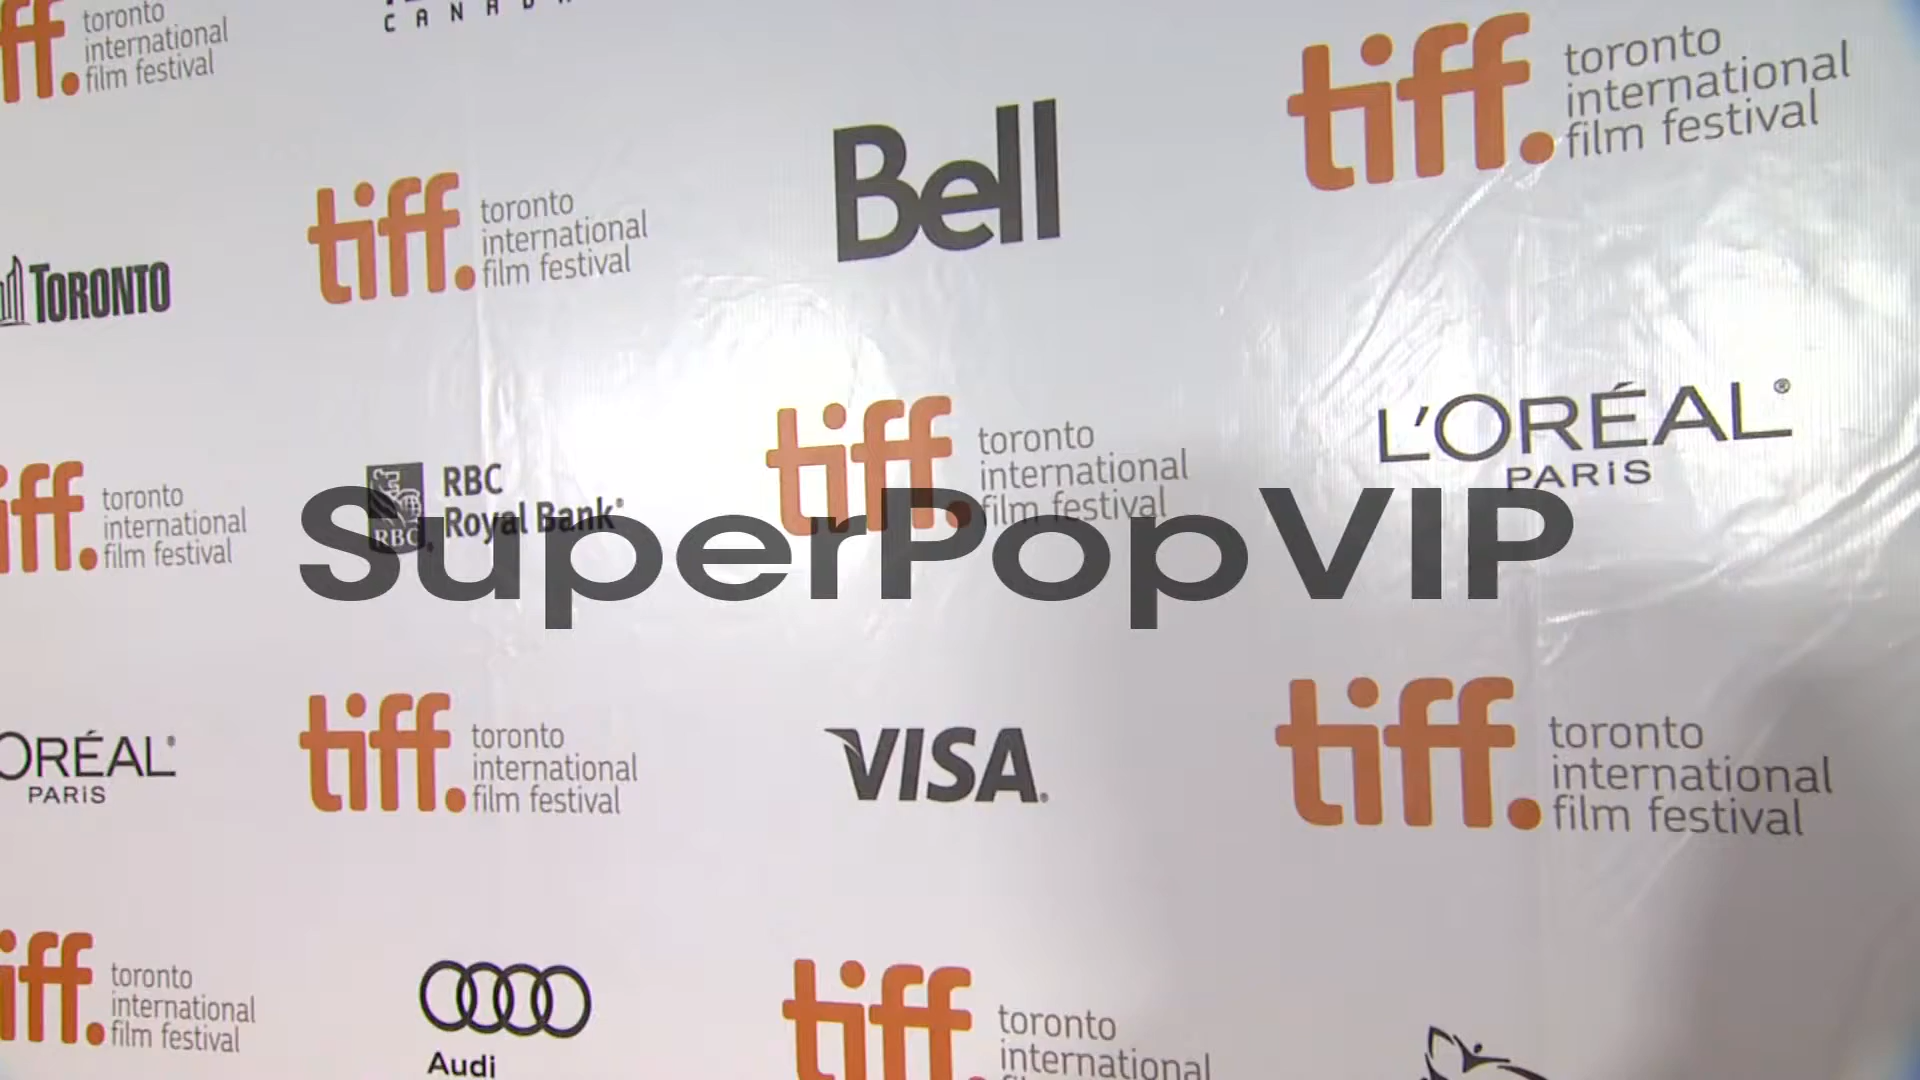 tiff.
toronto
international
film festival
CANADA
tiff.
toronto
international
film festival
Bell
tiff.
toronto
international
film festival
TORONTO
tiff.
toronto
international
film festival
L'ORÉAL®
PARIS
RBC
Royal Bank®
RBC®
iff.
toronto
international
film festival
SuperPopVIP
ORÉAL®
PARIS
tiff.
toronto
international
film festival
VISA
tiff.
toronto
international
film festival
iff.
toronto
international
film festival
Audi
tiff
toronto
international